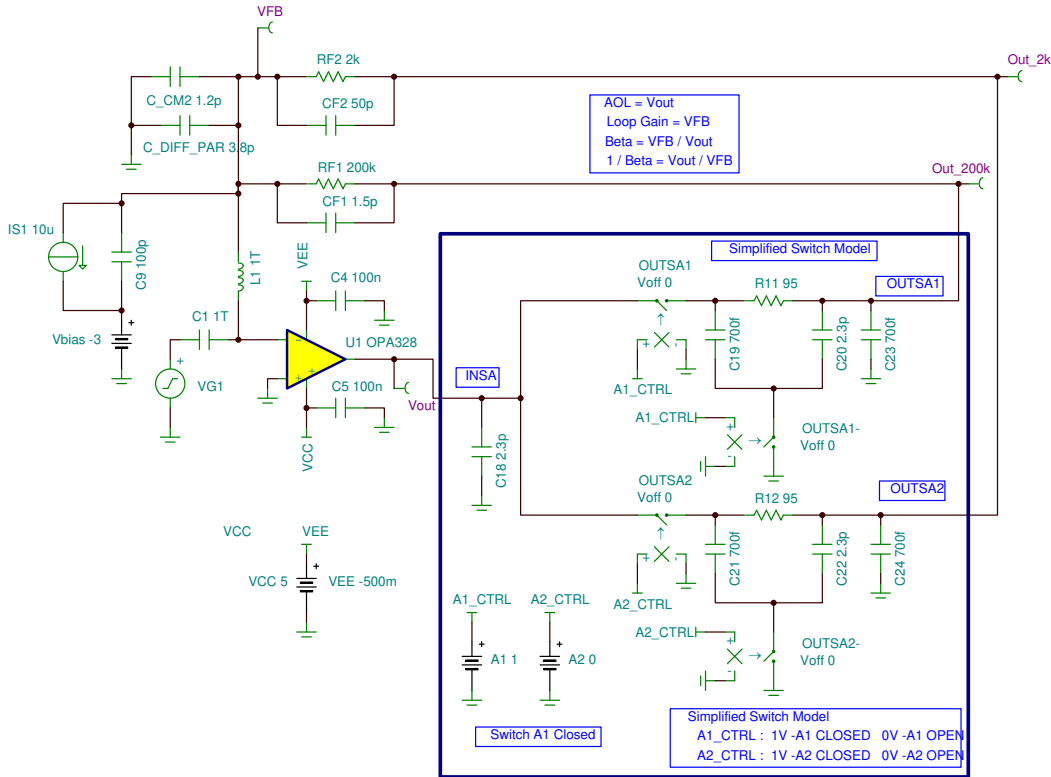 VFB
RF2 2k
Out_2k
C_CM2 1.2p
CF2 50p
C_DIFF_PAR 3.8p
AOL = Vout
Loop Gain = VFB
Beta = VFB / Vout
1 / Beta = Vout / VFB
RF1 200k
Out_200k
CF1 1.5p
IS1 10u
C9 100p
L1 1T
VEE
C4 100n
Simplified Switch Model
OUTSA1
Voff 0
R11 95
OUTSA1
C19 700f
C20 2.3p
C23 700f
Vbias -3
C1 1T
U1 OPA328
VG1
C5 100n
Vout
VCC
INSA
A1_CTRL
A1_CTRL
OUTSA1-
Voff 0
C18 2.3p
OUTSA2
Voff 0
R12 95
OUTSA2
C21 700f
C22 2.3p
C24 700f
VCC
VEE
VCC 5
VEE -500m
A1_CTRL
A2_CTRL
A2_CTRL
A2_CTRL
OUTSA2-
Voff 0
A1 1
A2 0
Switch A1 Closed
Simplified Switch Model
A1_CTRL : 1V -A1 CLOSED 0V -A1 OPEN
A2_CTRL : 1V -A2 CLOSED 0V -A2 OPEN